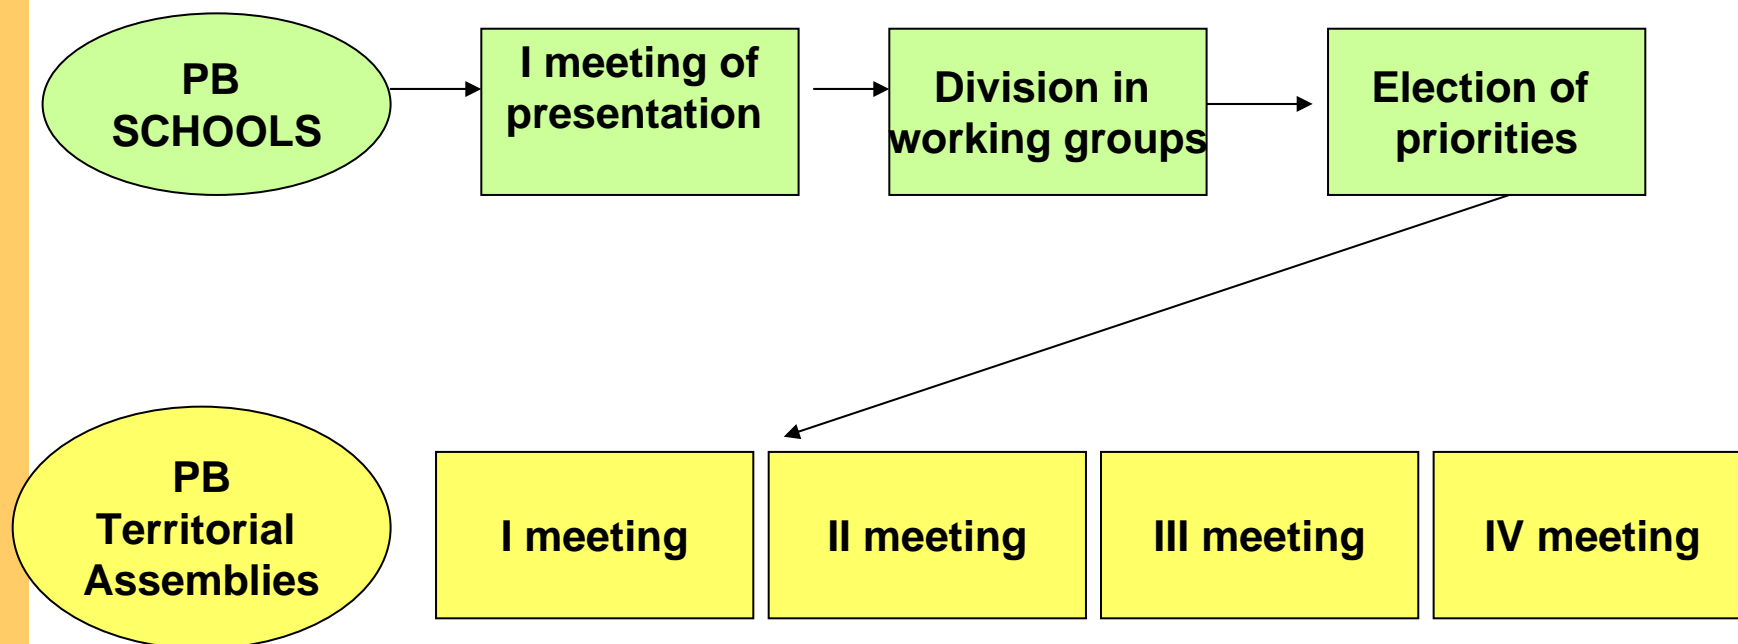 PB
SCHOOLS
I meeting of
presentation
Division in
working groups
Election of
priorities
PB
Territorial
Assemblies
I meeting
II meeting
III meeting
IV meeting